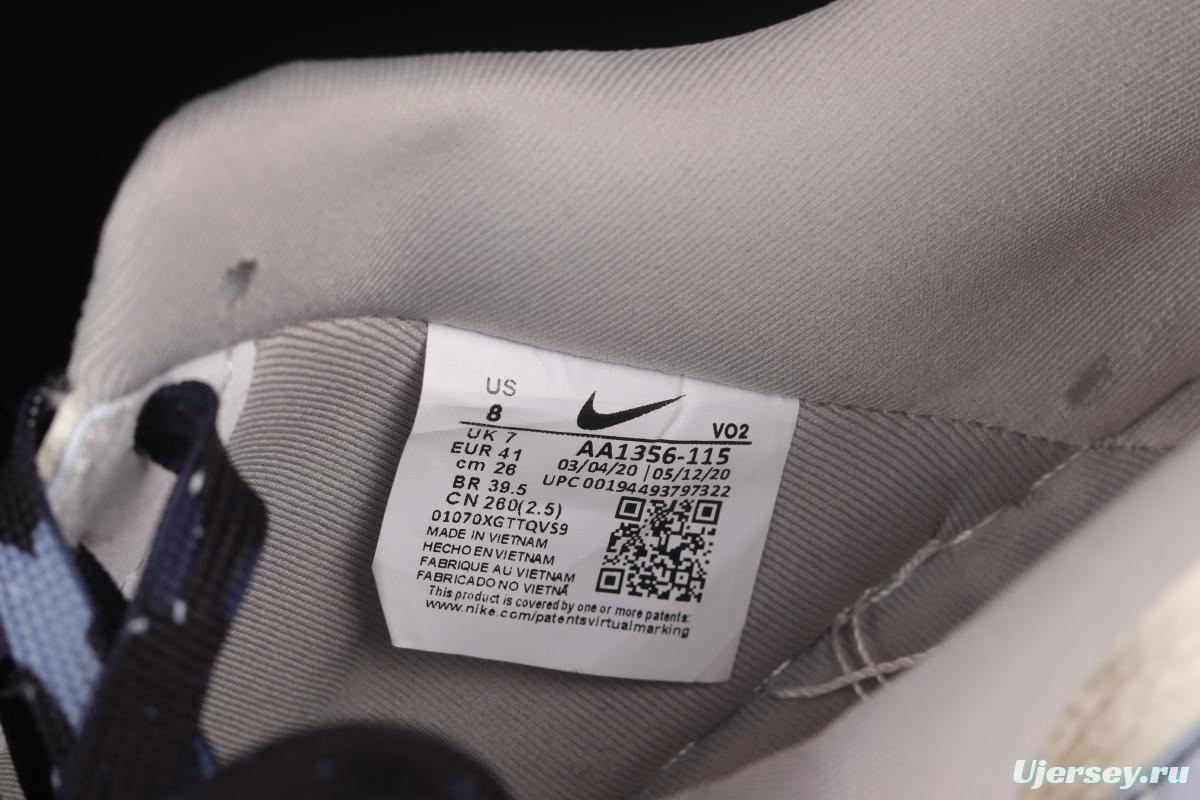 US
8
VO2
UK 7
AA1356-115
EUR 41
03/04/20 | 05/12/20
cm 26
UPC 00194493797322
BR 39.5
CN 260(2.5)
01070XGTTQVS9
MADE IN VIETNAM
HECHO EN VIETNAM
FABRIQUE AU VIETNAM
FABRICADO NO VIETNÃ
This product is covered by one or more patents:
www.nike.com/patentsvirtualmarking
Ujersey.ru